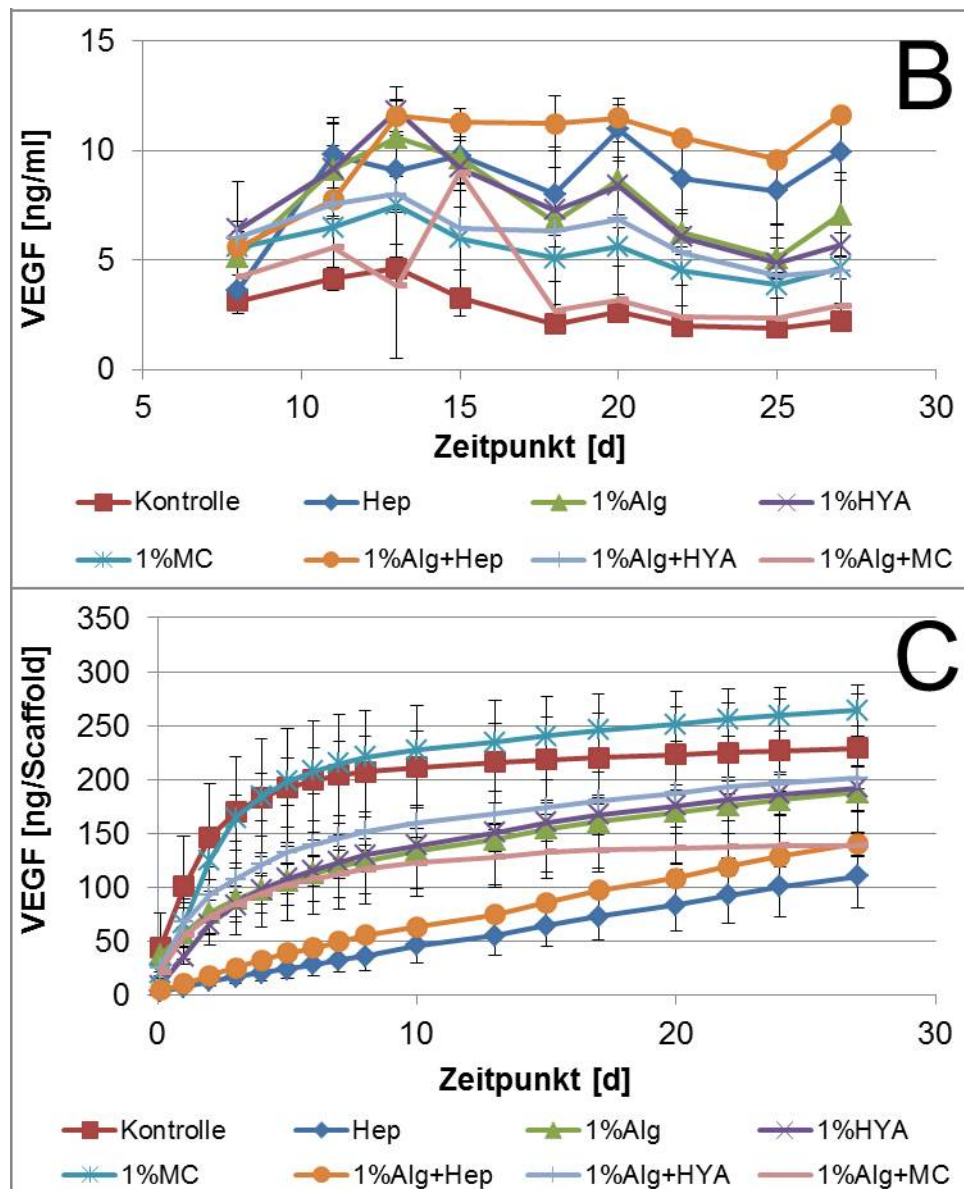 B
VEGF [ng/ml]
15
10
5
0
5 10 15 20 25 30
Zeitpunkt [d]
Kontrolle Hep 1%Alg 1%HYA
1%MC 1%Alg+Hep 1%Alg+HYA 1%Alg+MC
C
VEGF [ng/Scaffold]
350
300
250
200
150
100
50
0
0 10 20 30
Zeitpunkt [d]
Kontrolle Hep 1%Alg 1%HYA
1%MC 1%Alg+Hep 1%Alg+HYA 1%Alg+MC